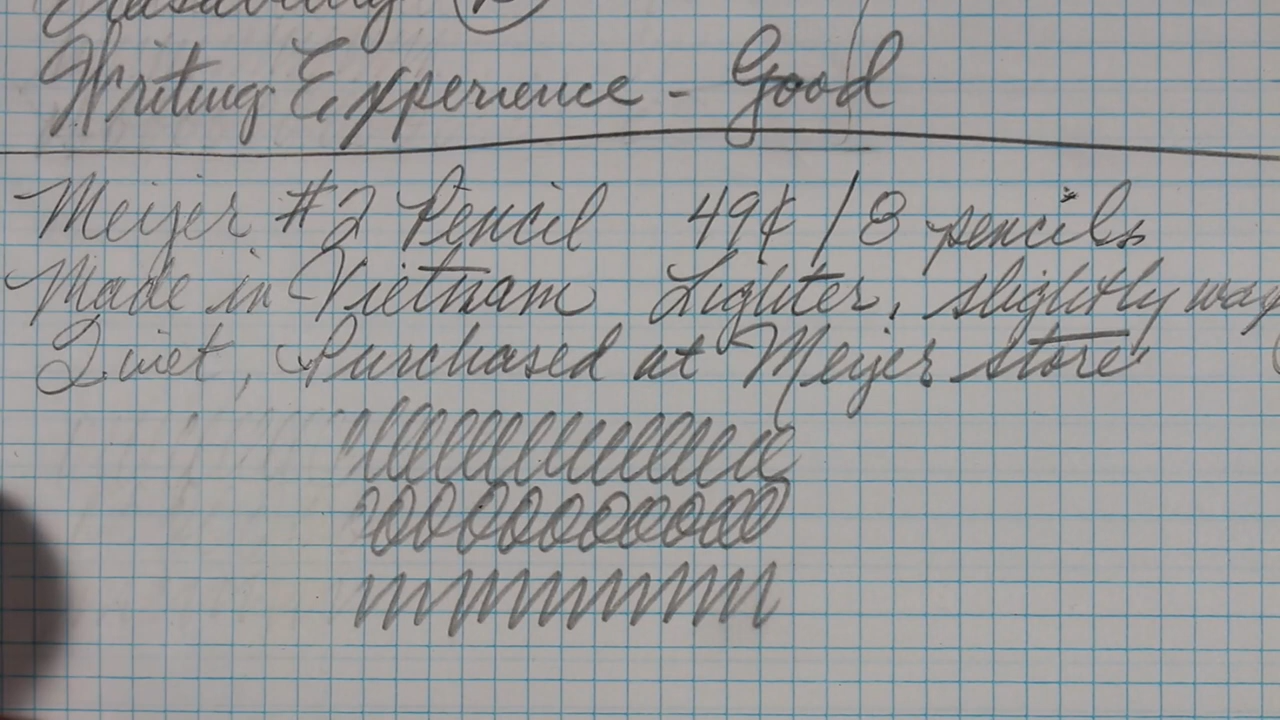 Writing Experience - Good
Meijer #2 Pencil 49¢ / 8 pencils
Made in Vietnam Lighter, slightly waxy
Quiet, Purchased at Meijer store